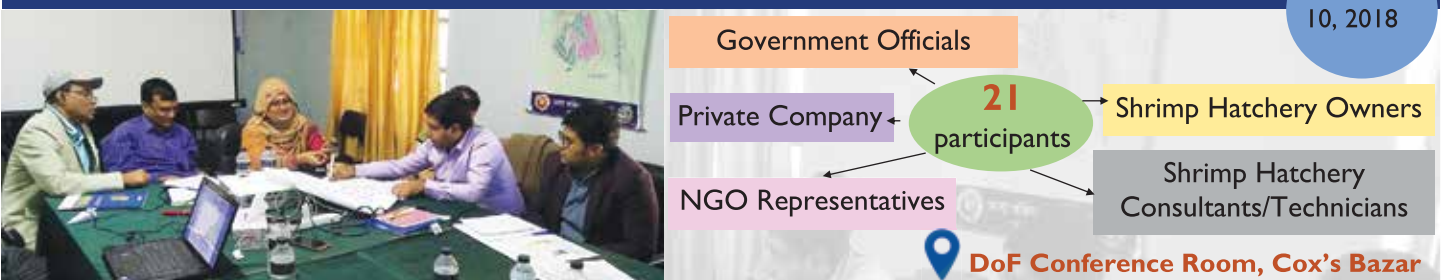 10, 2018
Government Officials
21
participants
Private Company
Shrimp Hatchery Owners
NGO Representatives
Shrimp Hatchery
Consultants/Technicians
DoF Conference Room, Cox's Bazar